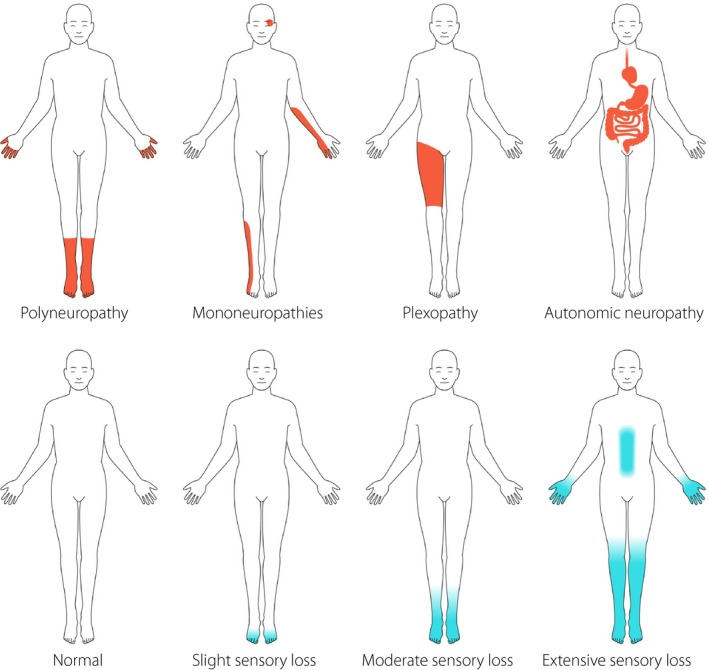 Polyneuropathy
Mononeuropathies
Plexopathy
Autonomic neuropathy
Normal
Slight sensory loss
Moderate sensory loss
Extensive sensory loss